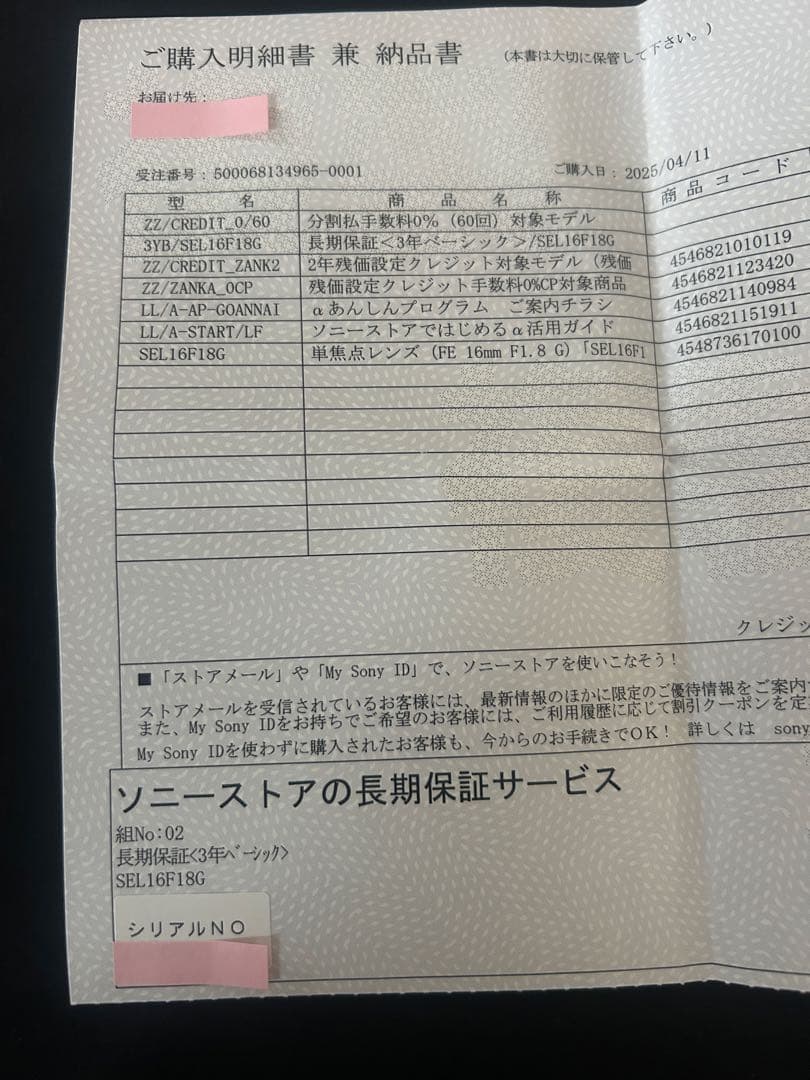 ご購入明細書 兼 納品書 (本書は大切に保管して下さい。)
お届け先:
受注番号:500068134965-0001 ご購入日:2025/04/11
型 名 商 品 名 称 商 品 コ ー ド
ZZ/CREDIT_0/60 分割払手数料0% (60回) 対象モデル
3YB/SEL16F18G 長期保証<3年ベーシック>/SEL16F18G 4546821010119
ZZ/CREDIT_ZANK2 2年残価設定クレジット対象モデル (残価 4546821123420
ZZ/ZANKA_0CP 残価設定クレジット手数料0%CP対象商品 4546821140984
LL/A-AP-GOANNAI αあんしんプログラム ご案内チラシ 4546821151911
LL/A-START/LF ソニーストアではじめるα活用ガイド 4548736170100
SEL16F18G 単焦点レンズ (FE 16mm F1.8 G)「SEL16F1
クレジッ
■「ストアメール」や「My Sony ID」で、ソニーストアを使いこなそう!
ストアメールを受信されているお客様には、最新情報のほかに限定のご優待情報をご案内
また、My Sony IDをお持ちでご希望のお客様には、ご利用履歴に応じて割引クーポンを定
My Sony IDを使わずに購入されたお客様も、今からのお手続きでOK! 詳しくは sony
ソニーストアの長期保証サービス
組No:02
長期保証<3年ベーシック>
SEL16F18G
シリアルNO